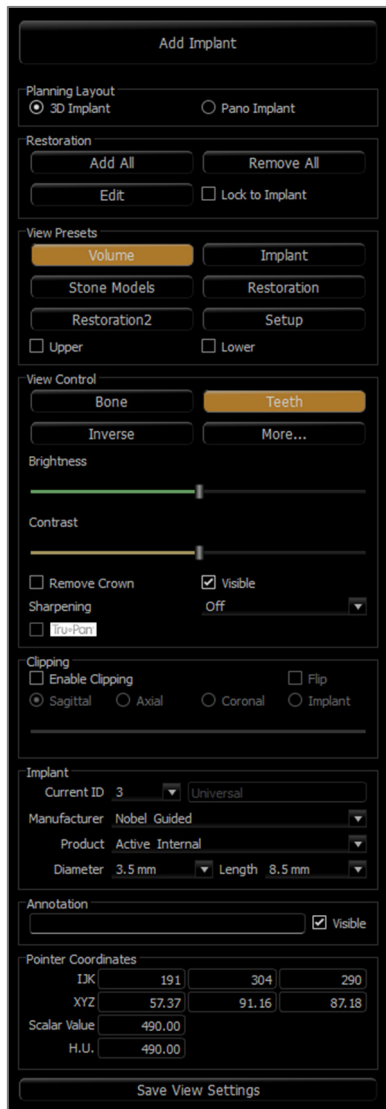 Add Implant
Planning Layout
3D Implant Pano Implant
Restoration
Add All Remove All
Edit Lock to Implant
View Presets
Volume Implant
Stone Models Restoration
Restoration2 Setup
Upper Lower
View Control
Bone Teeth
Inverse More...
Brightness
Contrast
Remove Crown Visible
Sharpening Off
Tru•Pan
Clipping
Enable Clipping Flip
Sagittal Axial Coronal Implant
Implant
Current ID 3 Universal
Manufacturer Nobel Guided
Product Active Internal
Diameter 3.5 mm Length 8.5 mm
Annotation
Visible
Pointer Coordinates
IJK 191 304 290
XYZ 57.37 91.16 87.18
Scalar Value 490.00
H.U. 490.00
Save View Settings